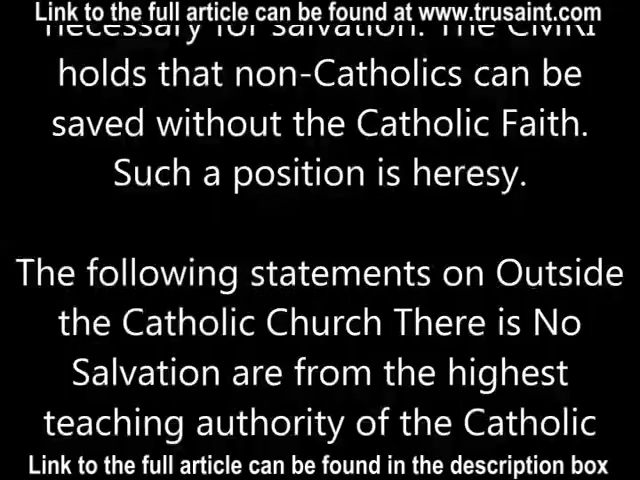 Link to the full article can be found at www.trusaint.com
necessary for salvation. The CMRI
holds that non-Catholics can be
saved without the Catholic Faith.
Such a position is heresy.
The following statements on Outside
the Catholic Church There is No
Salvation are from the highest
teaching authority of the Catholic
Link to the full article can be found in the description box